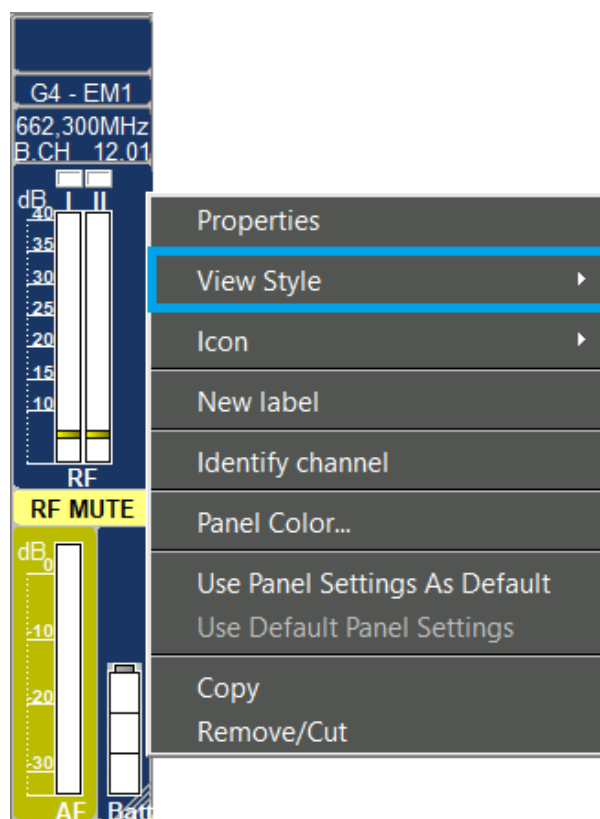 G4 - EM1
662,300MHz
B.CH 12.01
dB I II
40
35
30
25
20
15
10
RF
RF MUTE
dB
0
-10
-20
-30
AF Batt
Properties
View Style
Icon
New label
Identify channel
Panel Color...
Use Panel Settings As Default
Use Default Panel Settings
Copy
Remove/Cut